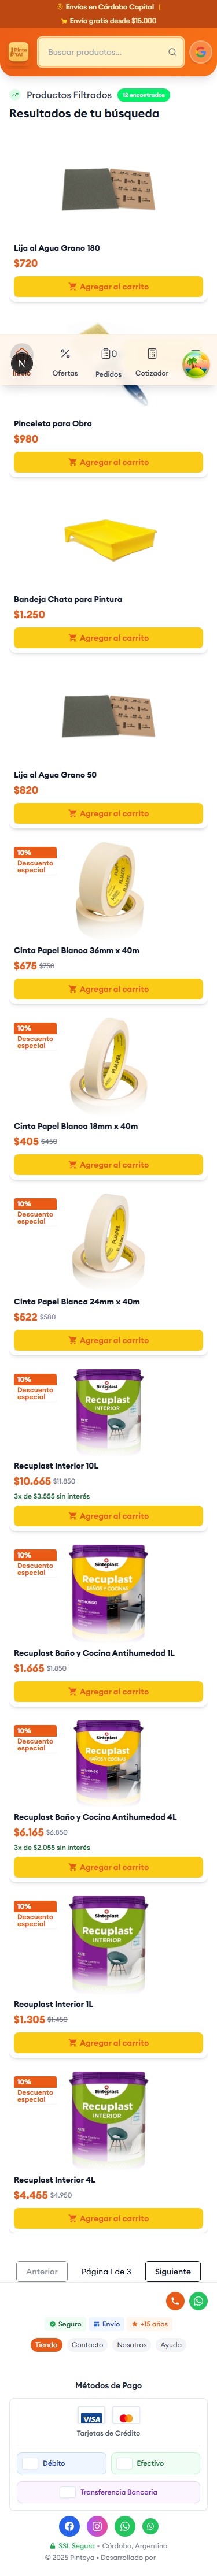 Envíos en Córdoba Capital |
Envío gratis desde $15.000
Pinteya!
Buscar productos...
Productos Filtrados 12 encontrados
Resultados de tu búsqueda
Lija al Agua Grano 180
$720
Agregar al carrito
Inicio
Ofertas
0
Pedidos
Cotizador
Pinceleta para Obra
$980
Agregar al carrito
Bandeja Chata para Pintura
$1.250
Agregar al carrito
Lija al Agua Grano 50
$820
Agregar al carrito
10%
Descuento
especial
Cinta Papel Blanca 36mm x 40m
$675 $750
Agregar al carrito
10%
Descuento
especial
Cinta Papel Blanca 18mm x 40m
$405 $450
Agregar al carrito
10%
Descuento
especial
Cinta Papel Blanca 24mm x 40m
$522 $580
Agregar al carrito
10%
Descuento
especial
Sinteplast
RECUPLAST
INTERIOR
Recuplast Interior 10L
$10.665 $11.850
3x de $3.555 sin interés
Agregar al carrito
10%
Descuento
especial
Sinteplast
RECUPLAST
BAÑOS Y COCINAS
ANTIHONGO
Recuplast Baño y Cocina Antihumedad 1L
$1.665 $1.850
Agregar al carrito
10%
Descuento
especial
Sinteplast
RECUPLAST
BAÑOS Y COCINAS
ANTIHONGO
Recuplast Baño y Cocina Antihumedad 4L
$6.165 $6.850
3x de $2.055 sin interés
Agregar al carrito
10%
Descuento
especial
Sinteplast
RECUPLAST
INTERIOR
Recuplast Interior 1L
$1.305 $1.450
Agregar al carrito
10%
Descuento
especial
Sinteplast
RECUPLAST
INTERIOR
Recuplast Interior 4L
$4.455 $4.950
Agregar al carrito
Anterior
Página 1 de 3
Siguiente
Seguro
Envío
+15 años
Tienda
Contacto
Nosotros
Ayuda
Métodos de Pago
VISA
Tarjetas de Crédito
Débito
Efectivo
Transferencia Bancaria
SSL Seguro • Córdoba, Argentina
© 2025 Pinteya • Desarrollado por